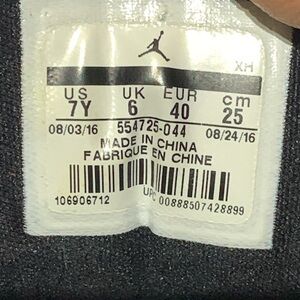 XH
US UK EUR cm
7Y 6 40 25
08/03/16 554725-044 08/24/16
MADE IN CHINA
FABRIQUE EN CHINE
106906712 UPC 00888507428899